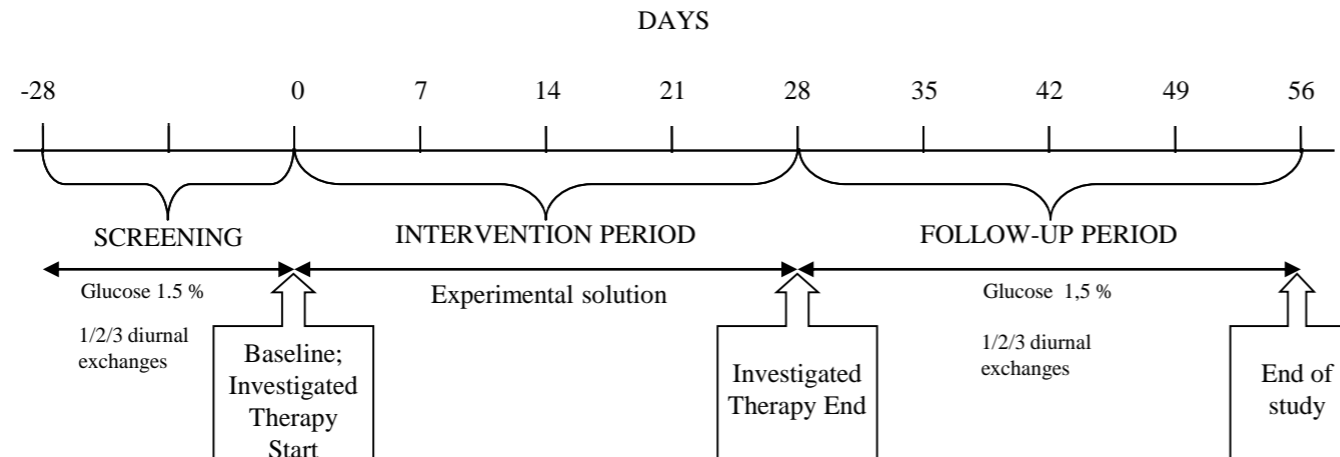 DAYS
-28 0 7 14 21 28 35 42 49 56
SCREENING INTERVENTION PERIOD FOLLOW-UP PERIOD
Glucose 1.5 %
1/2/3 diurnal
exchanges
Experimental solution
Glucose 1,5 %
1/2/3 diurnal
exchanges
Baseline;
Investigated
Therapy
Start
Investigated
Therapy End
End of
study